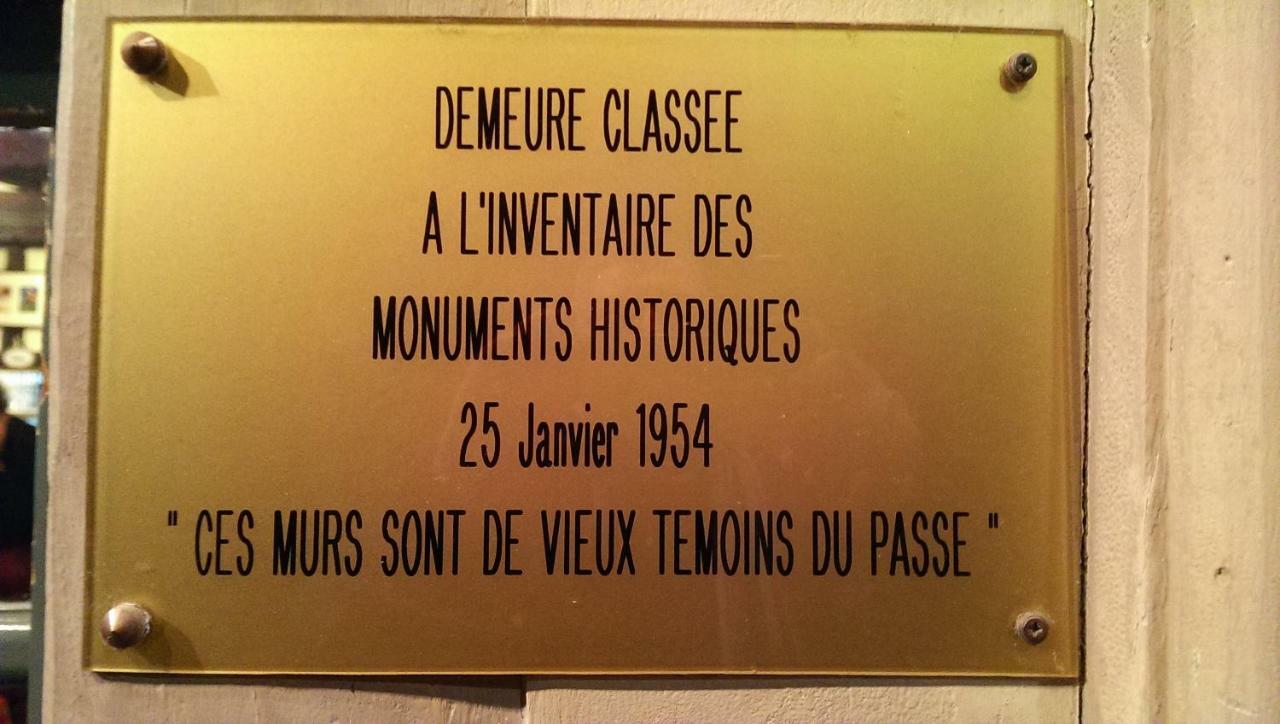 DEMEURE CLASSEE
A L'INVENTAIRE DES
MONUMENTS HISTORIQUES
25 Janvier 1954
" CES MURS SONT DE VIEUX TEMOINS DU PASSE "